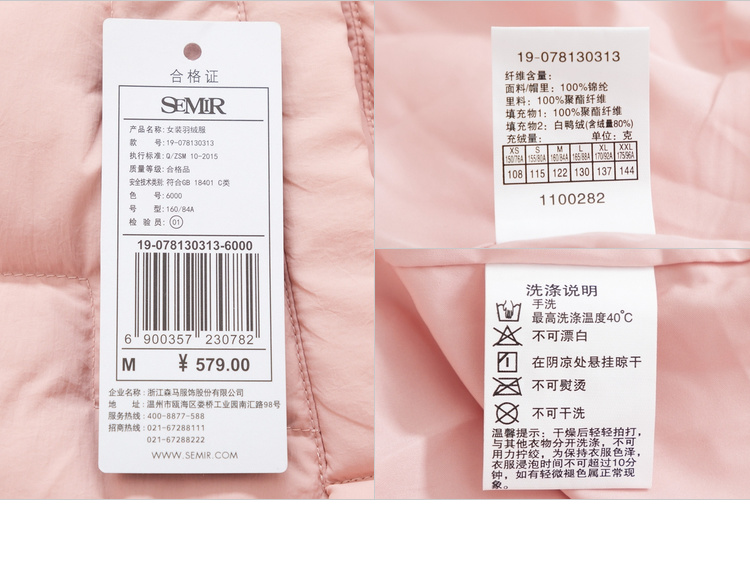 合格证
SEMIR
产品名称: 女装羽绒服
款 号: 19-078130313
执行标准: Q/ZSM 10-2015
质量等级: 合格品
安全技术类别: 符合GB 18401 C类
色 号: 6000
号 型: 160/84A
检 验 员: 01
19-078130313-6000
6 900357 230782
M ¥ 579.00
企业名称: 浙江森马服饰股份有限公司
地 址: 温州市瓯海区娄桥工业园南汇路98号
服务热线: 400-8877-588
招商热线: 021-67288111
021-67288222
WWW.SEMIR.COM
19-078130313
纤维含量:
面料/帽里: 100%锦纶
里料: 100%聚酯纤维
填充物1: 100%聚酯纤维
填充物2: 白鸭绒(含绒量80%)
充绒量: 单位: 克
XS S M L XL XXL
150/76A 155/80A 160/84A 165/88A 170/92A 175/96A
108 115 122 130 137 144
1100282
洗涤说明
手洗
最高洗涤温度40°C
不可漂白
在阴凉处悬挂晾干
不可熨烫
不可干洗
温馨提示: 干燥后轻轻拍打,
与其他衣物分开洗涤, 不可
用力拧绞, 为保持衣服色泽,
衣服浸泡时间不可超过10分
钟, 如有轻微褪色属正常现
象。